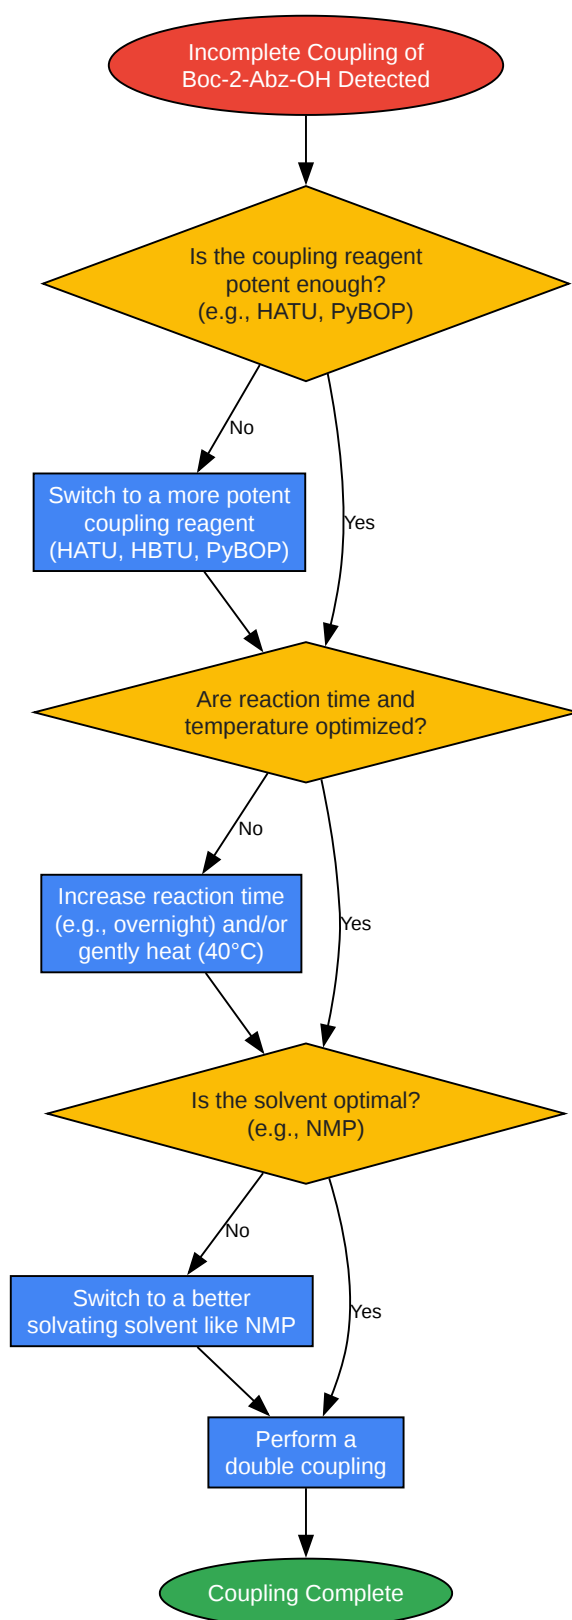 Incomplete Coupling of
Boc-2-Abz-OH Detected
Is the coupling reagent
potent enough?
(e.g., HATU, PyBOP)
No
Switch to a more potent
coupling reagent
(HATU, HBTU, PyBOP)
Yes
Are reaction time and
temperature optimized?
No
Increase reaction time
(e.g., overnight) and/or
gently heat (40°C)
Yes
Is the solvent optimal?
(e.g., NMP)
No
Switch to a better
solvating solvent like NMP
Yes
Perform a
double coupling
Coupling Complete